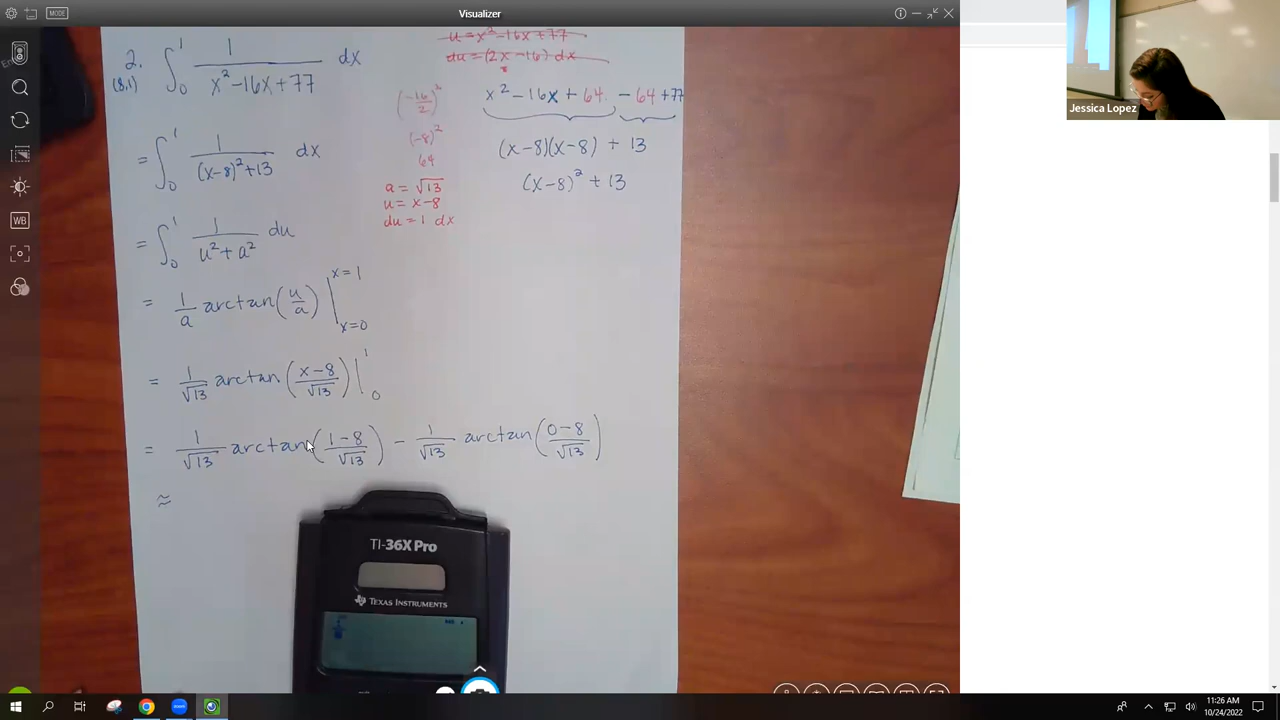 MODE
Visualizer
2. ∫₀¹ 1/(x²-16x+77) dx
(8,1)
u = x²-16x+77
du = (2x-16) dx
(-16/2)²
(-8)²
64
x² - 16x + 64 - 64 + 77
(x-8)(x-8) + 13
(x-8)² + 13
= ∫₀¹ 1/((x-8)²+13) dx
a = √13
u = x-8
du = 1 dx
= ∫₀¹ 1/(u²+a²) du
= 1/a arctan(u/a) | x=1 x=0
= 1/√13 arctan((x-8)/√13) |₀¹
= 1/√13 arctan((1-8)/√13) - 1/√13 arctan((0-8)/√13)
≈
TI-36X Pro
TEXAS INSTRUMENTS
WB
Jessica Lopez
11:26 AM
10/24/2022